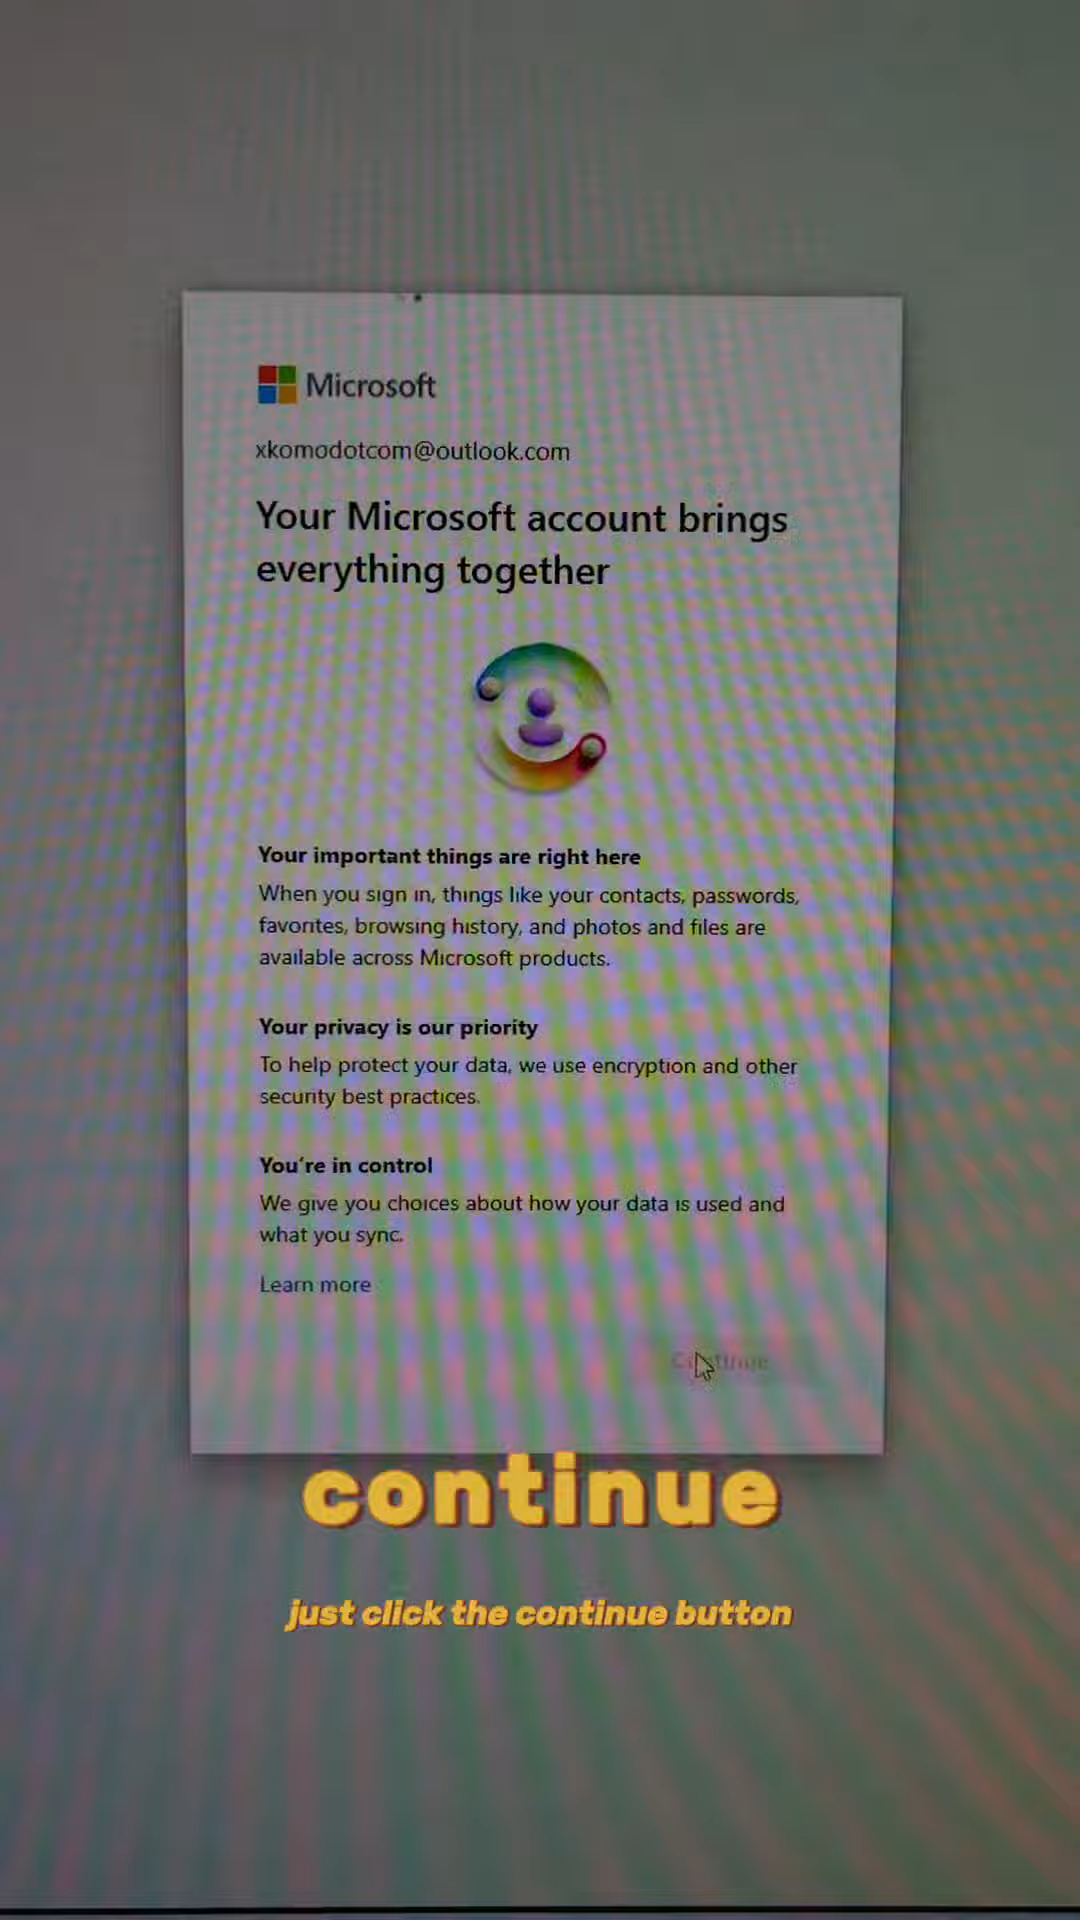 Microsoft
xkomodotcom@outlook.com
Your Microsoft account brings
everything together
Your important things are right here
When you sign in, things like your contacts, passwords,
favorites, browsing history, and photos and files are
available across Microsoft products.
Your privacy is our priority
To help protect your data, we use encryption and other
security best practices.
You're in control
We give you choices about how your data is used and
what you sync.
Learn more
Continue
continue
just click the continue button